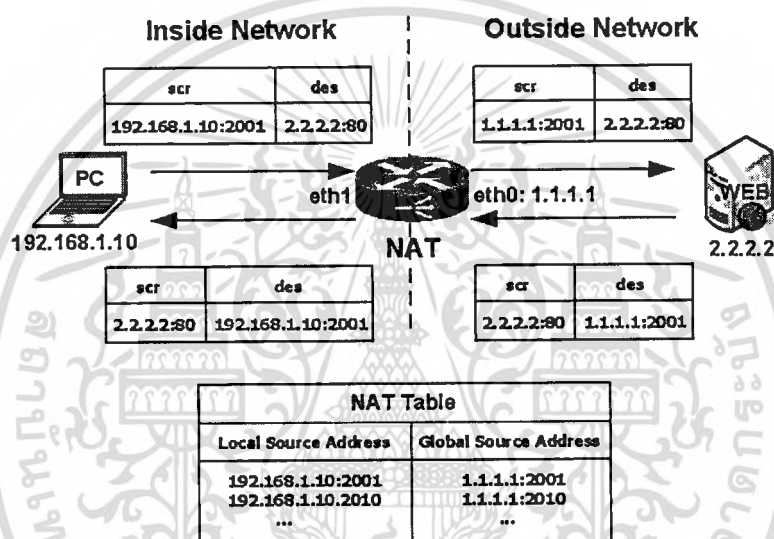 Inside Network
Outside Network
scr des
192.168.1.10:2001 2.2.2.2:80
scr des
1.1.1.1:2001 2.2.2.2:80
PC
eth1
eth0: 1.1.1.1
WEB
192.168.1.10
NAT
2.2.2.2
scr des
2.2.2.2:80 192.168.1.10:2001
scr des
2.2.2.2:80 1.1.1.1:2001
NAT Table
Local Source Address Global Source Address
192.168.1.10:2001 1.1.1.1:2001
192.168.1.10.2010 1.1.1.1:2010
... ...